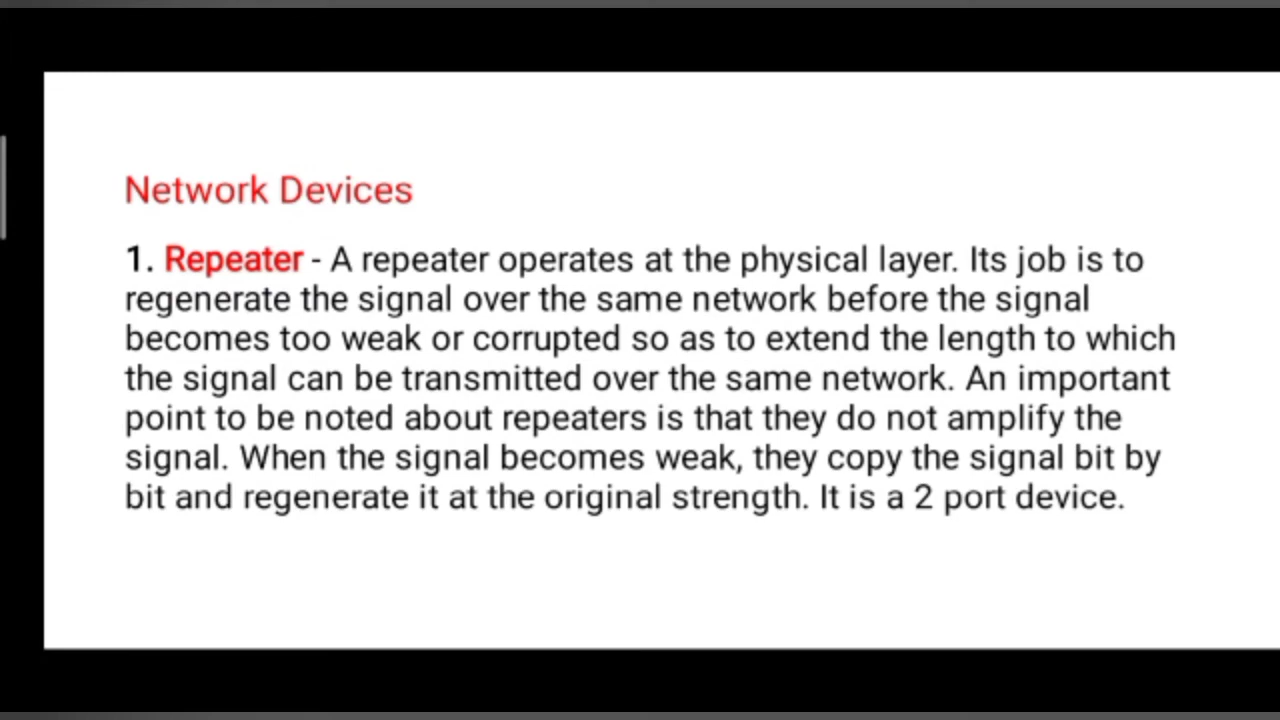 Network Devices
1. Repeater - A repeater operates at the physical layer. Its job is to
regenerate the signal over the same network before the signal
becomes too weak or corrupted so as to extend the length to which
the signal can be transmitted over the same network. An important
point to be noted about repeaters is that they do not amplify the
signal. When the signal becomes weak, they copy the signal bit by
bit and regenerate it at the original strength. It is a 2 port device.